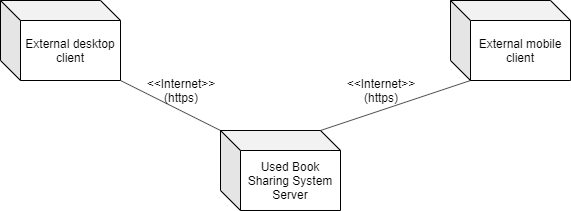 External desktop
client
External mobile
client
<<Internet>>
(https)
<<Internet>>
(https)
Used Book
Sharing System
Server